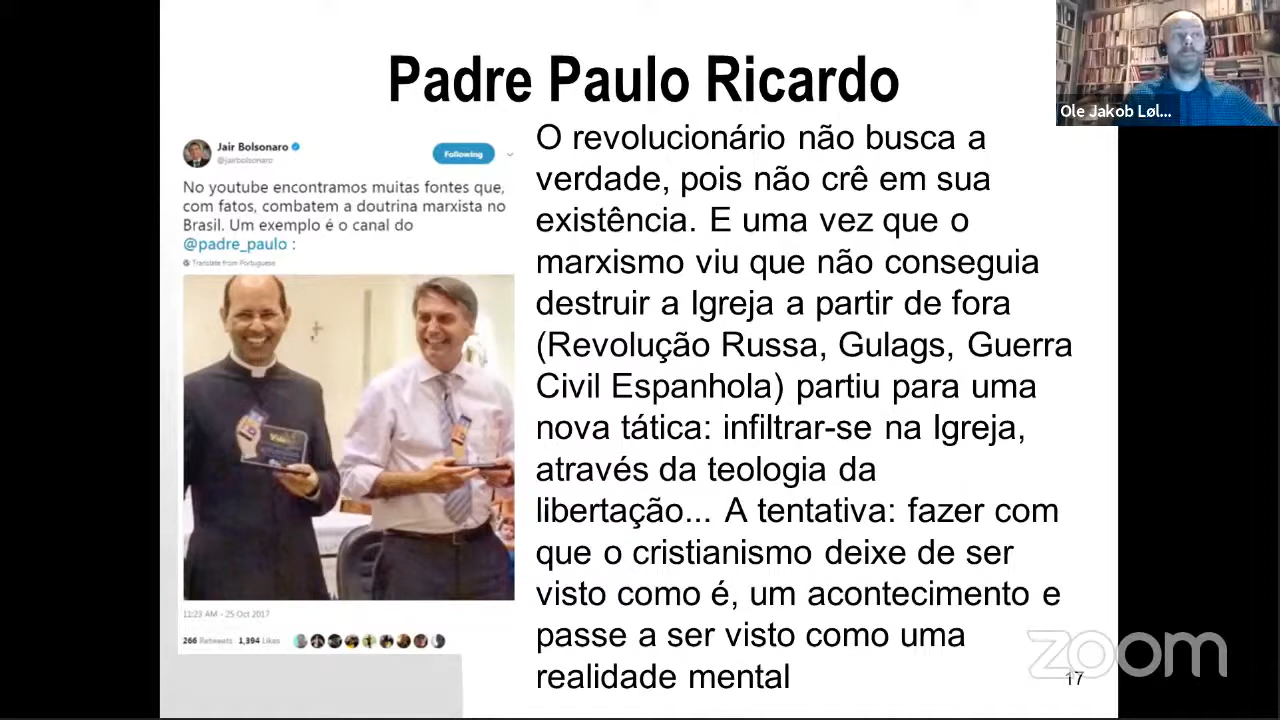 Padre Paulo Ricardo
Ole Jakob Løl...
Jair Bolsonaro
@jairbolsonaro
Following
No youtube encontramos muitas fontes que,
com fatos, combatem a doutrina marxista no
Brasil. Um exemplo é o canal do
@padre_paulo :
Translate from Portuguese
11:23 AM - 25 Oct 2017
266 Retweets 1,394 Likes
O revolucionário não busca a
verdade, pois não crê em sua
existência. E uma vez que o
marxismo viu que não conseguia
destruir a Igreja a partir de fora
(Revolução Russa, Gulags, Guerra
Civil Espanhola) partiu para uma
nova tática: infiltrar-se na Igreja,
através da teologia da
libertação... A tentativa: fazer com
que o cristianismo deixe de ser
visto como é, um acontecimento e
passe a ser visto como uma
realidade mental
zoom
17